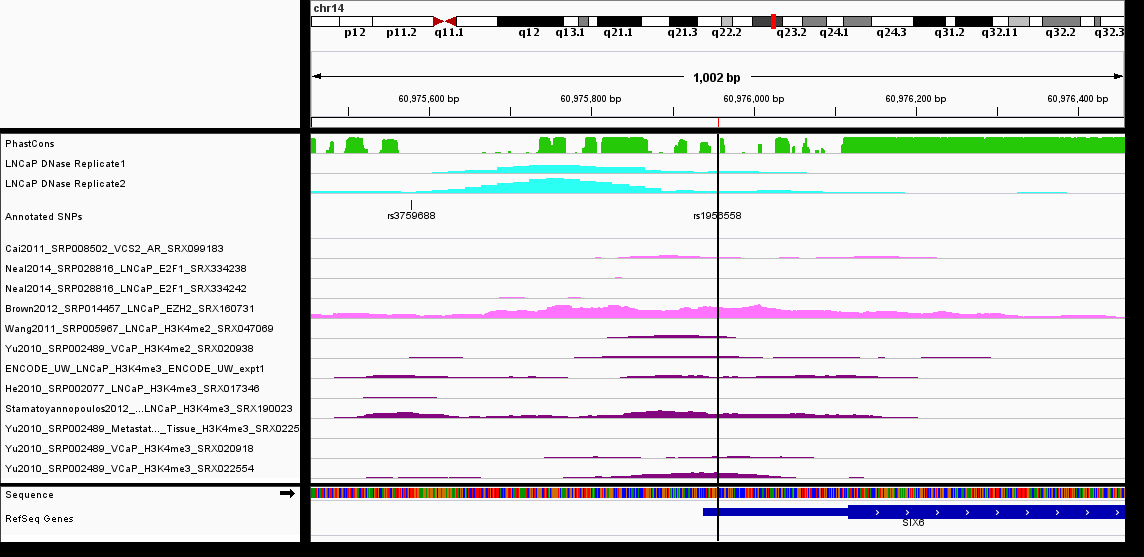 chr14
p12 p11.2 q11.1 q12 q13.1 q21.1 q21.3 q22.2 q23.2 q24.1 q24.3 q31.2 q32.11 q32.2 q32.3
1,002 bp
60,975,600 bp 60,975,800 bp 60,976,000 bp 60,976,200 bp 60,976,400 bp
PhastCons
LNCaP DNase Replicate1
LNCaP DNase Replicate2
Annotated SNPs rs3759688 rs1956558
Cai2011_SRP008502_VCS2_AR_SRX099183
Neal2014_SRP028816_LNCaP_E2F1_SRX334238
Neal2014_SRP028816_LNCaP_E2F1_SRX334242
Brown2012_SRP014457_LNCaP_EZH2_SRX160731
Wang2011_SRP005967_LNCaP_H3K4me2_SRX047069
Yu2010_SRP002489_VCaP_H3K4me2_SRX020938
ENCODE_UW_LNCaP_H3K4me3_ENCODE_UW_expt1
He2010_SRP002077_LNCaP_H3K4me3_SRX017346
Stamatoyannopoulos2012_...LNCaP_H3K4me3_SRX190023
Yu2010_SRP002489_Metastat..._Tissue_H3K4me3_SRX0225
Yu2010_SRP002489_VCaP_H3K4me3_SRX020918
Yu2010_SRP002489_VCaP_H3K4me3_SRX022554
Sequence
RefSeq Genes
SIX6